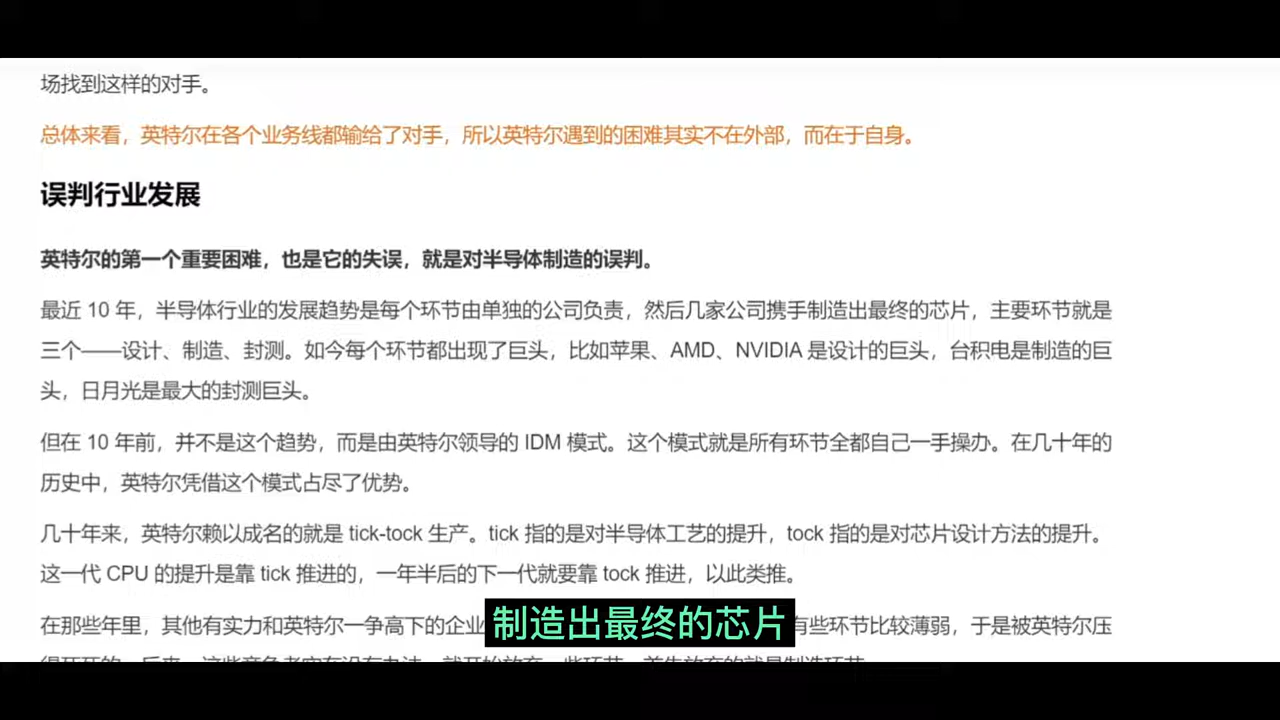 场找到这样的对手。
总体来看，英特尔在各个业务线都输给了对手，所以英特尔遇到的困难其实不在外部，而在于自身。
误判行业发展
英特尔的第一个重要困难，也是它的失误，就是对半导体制造的误判。
最近 10 年，半导体行业的发展趋势是每个环节由单独的公司负责，然后几家公司携手制造出最终的芯片，主要环节就是
三个——设计、制造、封测。如今每个环节都出现了巨头，比如苹果、AMD、NVIDIA 是设计的巨头，台积电是制造的巨
头，日月光是最大的封测巨头。
但在 10 年前，并不是这个趋势，而是由英特尔领导的 IDM 模式。这个模式就是所有环节全都自己一手操办。在几十年的
历史中，英特尔凭借这个模式占尽了优势。
几十年来，英特尔赖以成名的就是 tick-tock 生产。tick 指的是对半导体工艺的提升，tock 指的是对芯片设计方法的提升。
这一代 CPU 的提升是靠 tick 推进的，一年半后的下一代就要靠 tock 推进，以此类推。
在那些年里，其他有实力和英特尔一争高下的企业
有些环节比较薄弱，于是被英特尔压
制造出最终的芯片